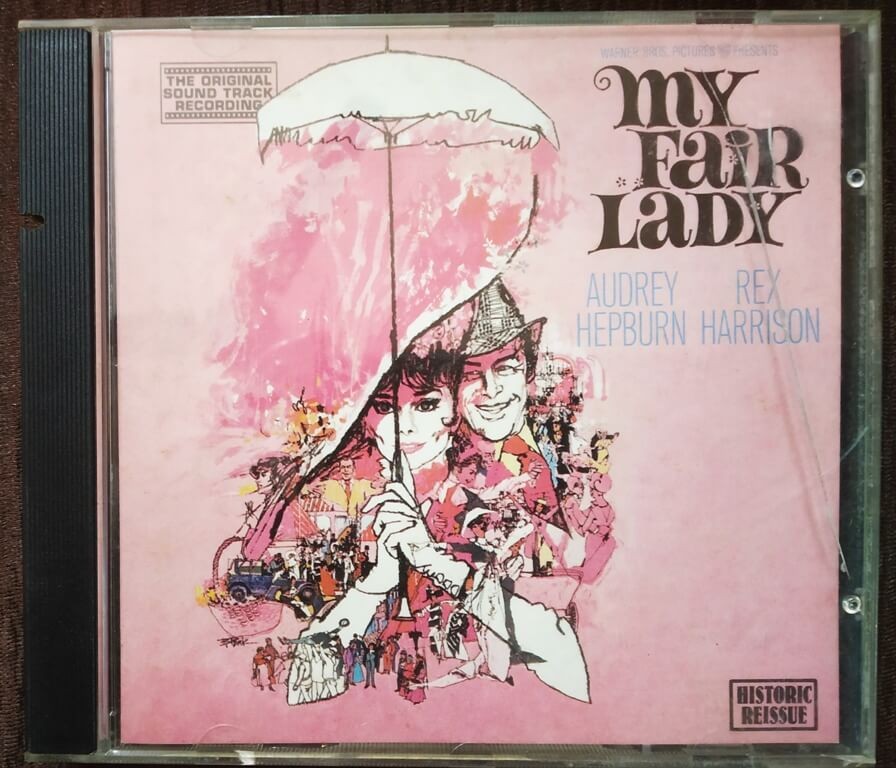 THE ORIGINAL
SOUND TRACK
RECORDING
WARNER BROS. PICTURES PRESENTS
MY
FAIR
LADY
AUDREY REX
HEPBURN HARRISON
HISTORIC
REISSUE